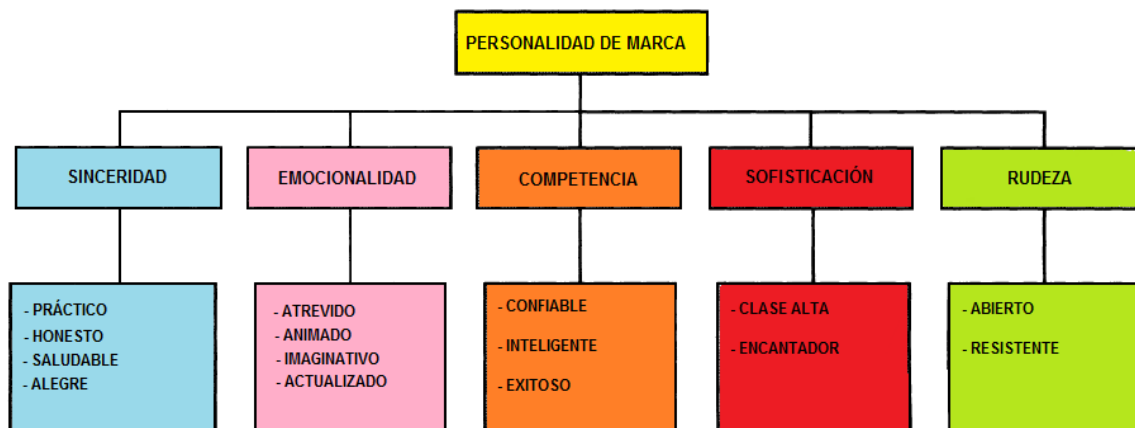 PERSONALIDAD DE MARCA
SINCERIDAD
EMOCIONALIDAD
COMPETENCIA
SOFISTICACIÓN
RUDEZA
- PRÁCTICO
- HONESTO
- SALUDABLE
- ALEGRE
- ATREVIDO
- ANIMADO
- IMAGINATIVO
- ACTUALIZADO
- CONFIABLE
- INTELIGENTE
- EXITOSO
- CLASE ALTA
- ENCANTADOR
- ABIERTO
- RESISTENTE